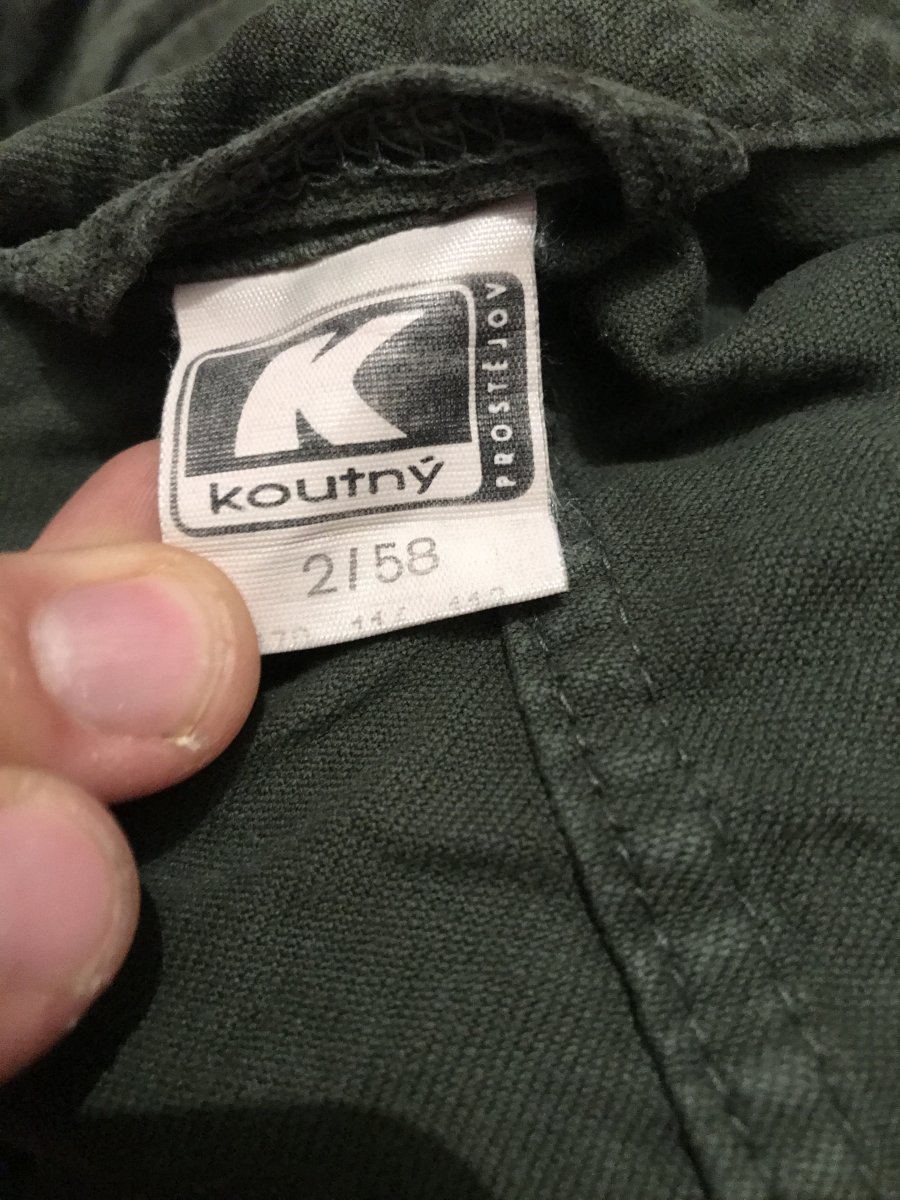 K
koutný
PROSTĚJOV
2/58